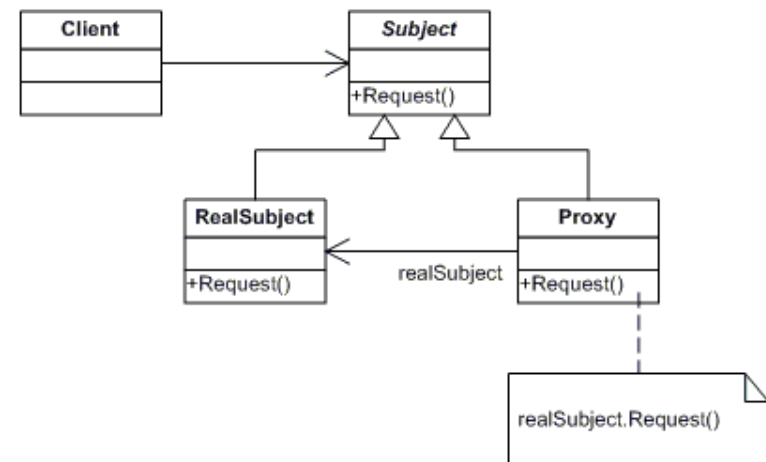 Client
Subject
+Request()
RealSubject
Proxy
realSubject
+Request()
+Request()
realSubject.Request()